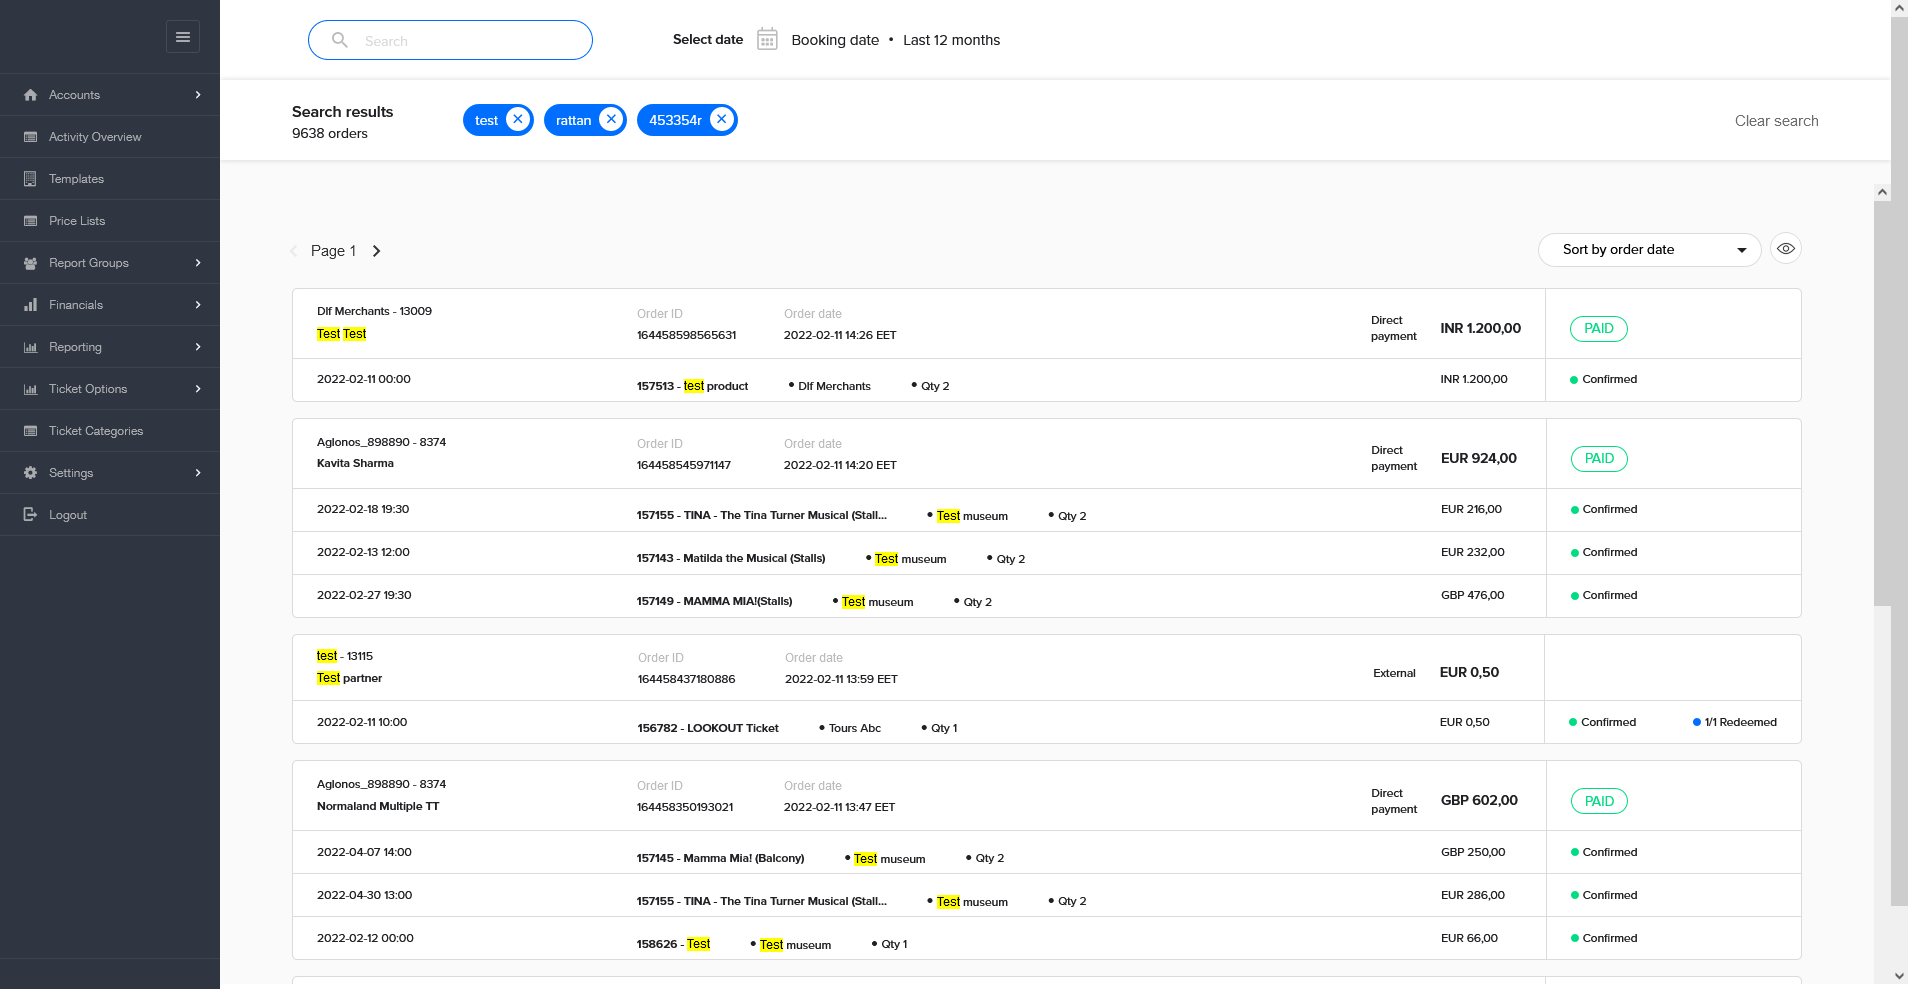 Accounts
Activity Overview
Templates
Price Lists
Report Groups
Financials
Reporting
Ticket Options
Ticket Categories
Settings
Logout
Search
Select date Booking date • Last 12 months
Search results
9638 orders
test rattan 453354r
Clear search
Page 1
Sort by order date
Dlf Merchants - 13009 Order ID Order date
Test Test 164458598565631 2022-02-11 14:26 EET
Direct payment INR 1.200,00 PAID
2022-02-11 00:00 157513 - test product • Dlf Merchants • Qty 2 INR 1.200,00 Confirmed
Aglonos_898890 - 8374 Order ID Order date
Kavita Sharma 164458545971147 2022-02-11 14:20 EET
Direct payment EUR 924,00 PAID
2022-02-18 19:30 157155 - TINA - The Tina Turner Musical (Stall... • Test museum • Qty 2 EUR 216,00 Confirmed
2022-02-13 12:00 157143 - Matilda the Musical (Stalls) • Test museum • Qty 2 EUR 232,00 Confirmed
2022-02-27 19:30 157149 - MAMMA MIA!(Stalls) • Test museum • Qty 2 GBP 476,00 Confirmed
test - 13115 Order ID Order date
Test partner 164458437180886 2022-02-11 13:59 EET
External EUR 0,50
2022-02-11 10:00 156782 - LOOKOUT Ticket • Tours Abc • Qty 1 EUR 0,50 Confirmed 1/1 Redeemed
Aglonos_898890 - 8374 Order ID Order date
Normaland Multiple TT 164458350193021 2022-02-11 13:47 EET
Direct payment GBP 602,00 PAID
2022-04-07 14:00 157145 - Mamma Mia! (Balcony) • Test museum • Qty 2 GBP 250,00 Confirmed
2022-04-30 13:00 157155 - TINA - The Tina Turner Musical (Stall... • Test museum • Qty 2 EUR 286,00 Confirmed
2022-02-12 00:00 158626 - Test • Test museum • Qty 1 EUR 66,00 Confirmed